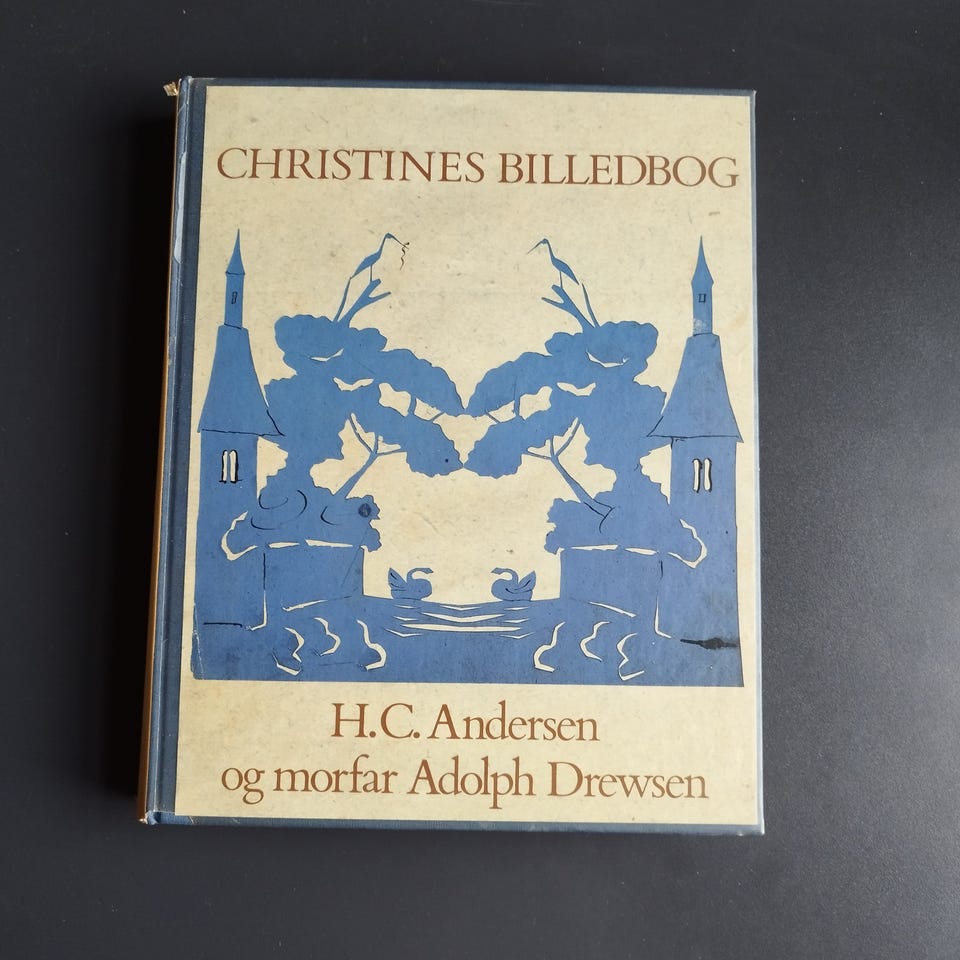 CHRISTINES BILLEDBOG
H.C. Andersen
og morfar Adolph Drewsen